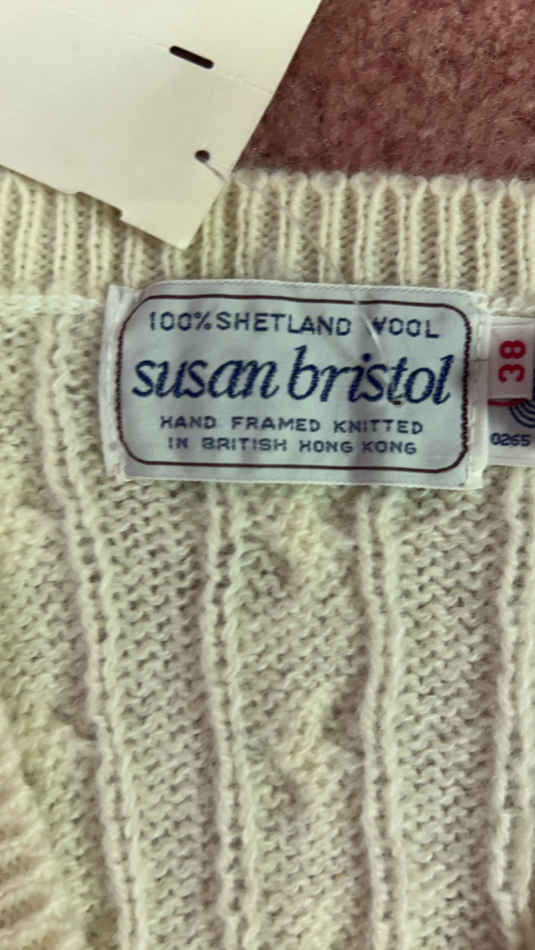 100% SHETLAND WOOL
susan bristol
HAND FRAMED KNITTED
IN BRITISH HONG KONG
38
0265